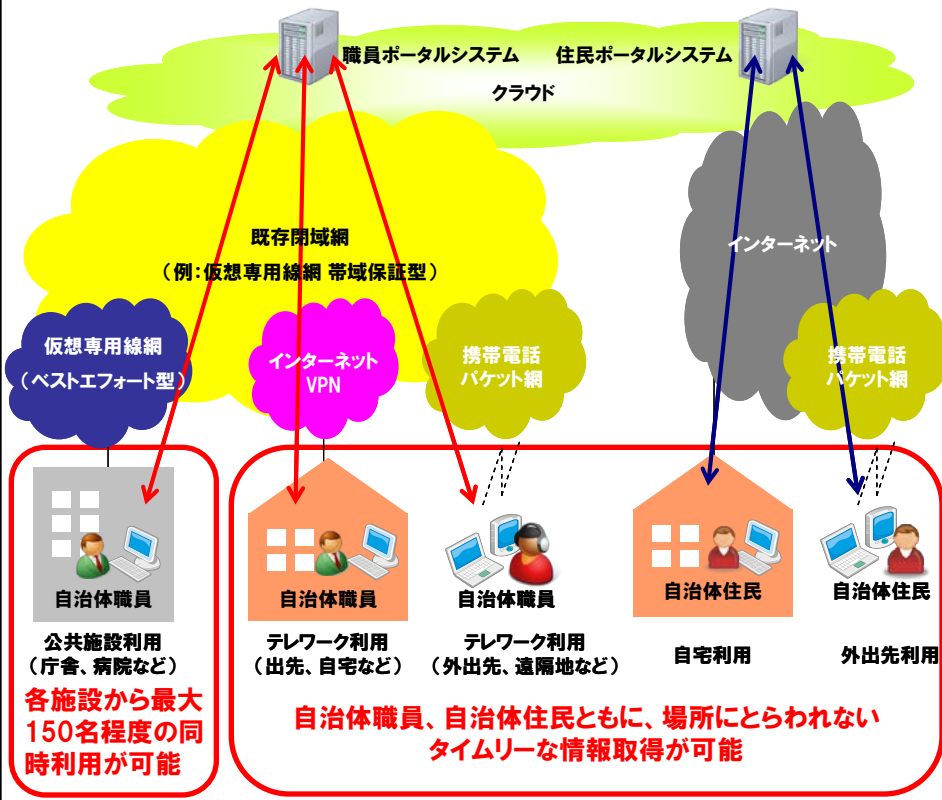 職員ポータルシステム
住民ポータルシステム
クラウド
既存閉域網
（例：仮想専用線網 帯域保証型）
インターネット
仮想専用線網
（ベストエフォート型）
インターネット
VPN
携帯電話
パケット網
携帯電話
パケット網
自治体職員
自治体職員
自治体職員
自治体住民
自治体住民
公共施設利用
（庁舎、病院など）
テレワーク利用
（出先、自宅など）
テレワーク利用
（外出先、遠隔地など）
自宅利用
外出先利用
各施設から最大
150名程度の同
時利用が可能
自治体職員、自治体住民ともに、場所にとらわれない
タイムリーな情報取得が可能